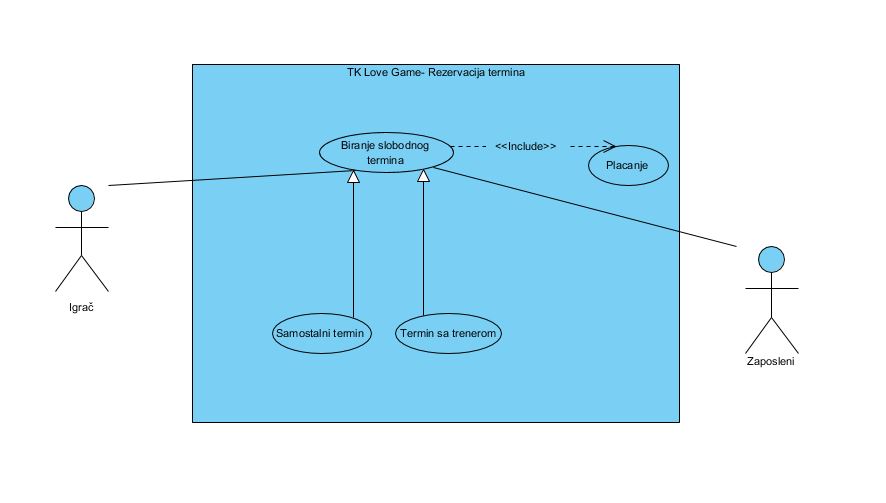 TK Love Game- Rezervacija termina
Biranje slobodnog
termina
<<Include>>
Placanje
Igrač
Samostalni termin
Termin sa trenerom
Zaposleni